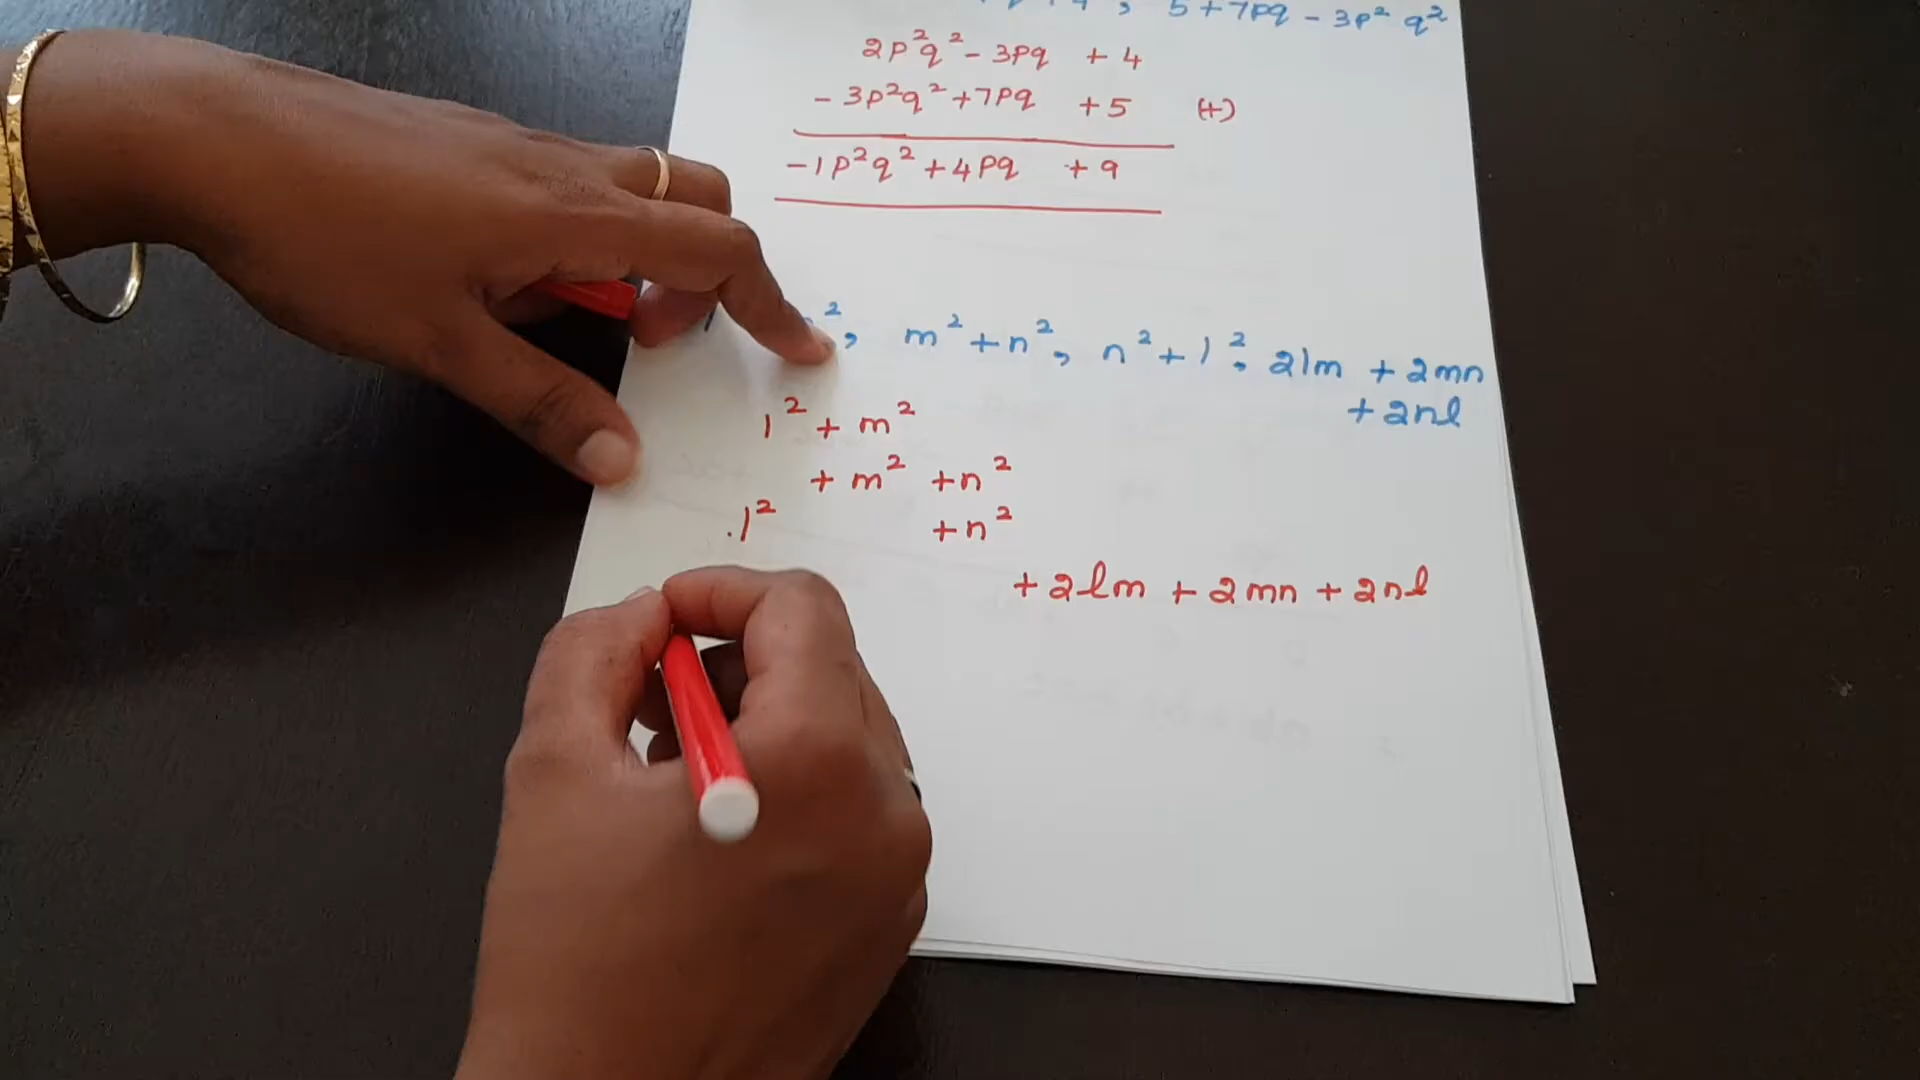 5 + 7pq - 3p² q²
2p²q² - 3pq + 4
- 3p²q² + 7pq + 5 (+)
- 1p²q² + 4pq + 9
², m² + n², n² + l², 2lm + 2mn
+ 2nl
l² + m²
+ m² + n²
l² + n²
+ 2lm + 2mn + 2nl